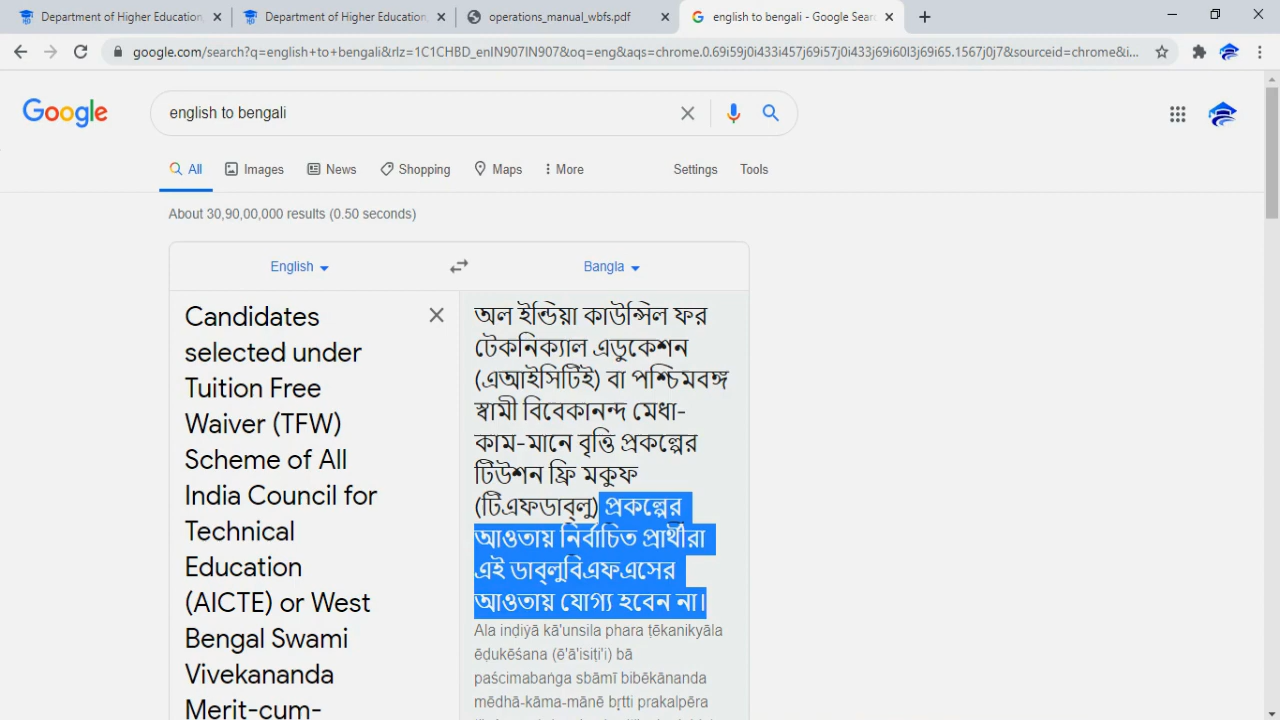 Department of Higher Education, Department of Higher Education, operations_manual_wbfs.pdf english to bengali - Google Sear
google.com/search?q=english+to+bengali&rlz=1C1CHBD_enIN907IN907&oq=eng&aqs=chrome.0.69i59j0i433i457j69i57j0i433j69i60l3j69i65.1567j0j7&sourceid=chrome&i...
Google english to bengali
All Images News Shopping Maps More Settings Tools
About 30,90,00,000 results (0.50 seconds)
English Bangla
Candidates
selected under
Tuition Free
Waiver (TFW)
Scheme of All
India Council for
Technical
Education
(AICTE) or West
Bengal Swami
Vivekananda
Merit-cum-
অল ইন্ডিয়া কাউন্সিল ফর
টেকনিক্যাল এডুকেশন
(এআইসিটিই) বা পশ্চিমবঙ্গ
স্বামী বিবেকানন্দ মেধা-
কাম-মানে বৃত্তি প্রকল্পের
টিউশন ফ্রি মকুফ
(টিএফডাব্লু) প্রকল্পের
আওতায় নির্বাচিত প্রার্থীরা
এই ডাব্লুবিএফএসের
আওতায় যোগ্য হবেন না।
Ala inḍiẏā kā'unsila phara ṭēkanikyāla
ēḍukēśana (ē'ā'isiṭi'i) bā
paścimabaṅga sbāmī bibēkānanda
mēdhā-kāma-mānē br̥tti prakalpēra